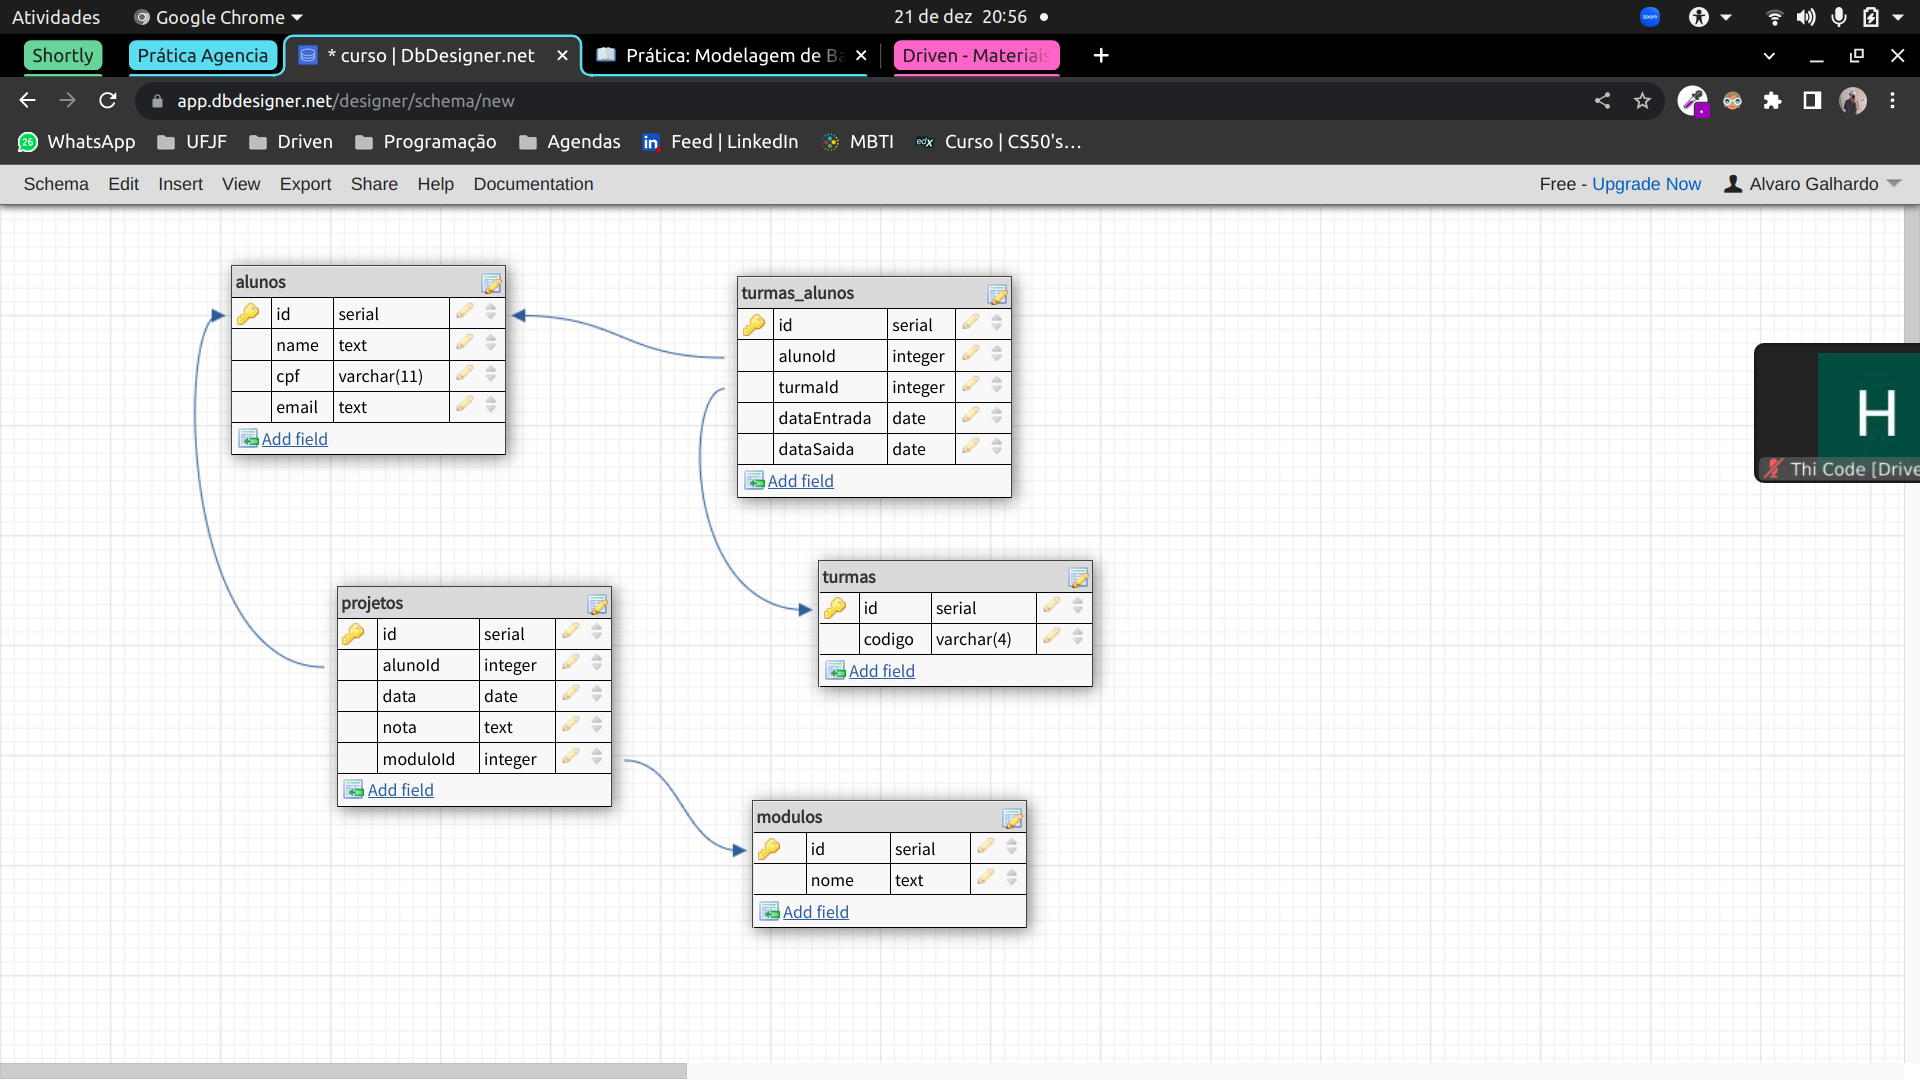 Atividades Google Chrome 21 de dez 20:56 zoom
Shortly Prática Agencia * curso | DbDesigner.net Prática: Modelagem de Ba Driven - Materiais
app.dbdesigner.net/designer/schema/new
26 WhatsApp UFJF Driven Programação Agendas in Feed | LinkedIn MBTI edX Curso | CS50's...
Schema Edit Insert View Export Share Help Documentation Free - Upgrade Now Alvaro Galhardo
alunos
id serial
name text
cpf varchar(11)
email text
Add field
turmas_alunos
id serial
alunoId integer
turmaId integer
dataEntrada date
dataSaida date
Add field
H
Thi Code [Drive
turmas
id serial
codigo varchar(4)
Add field
projetos
id serial
alunoId integer
data date
nota text
moduloId integer
Add field
modulos
id serial
nome text
Add field